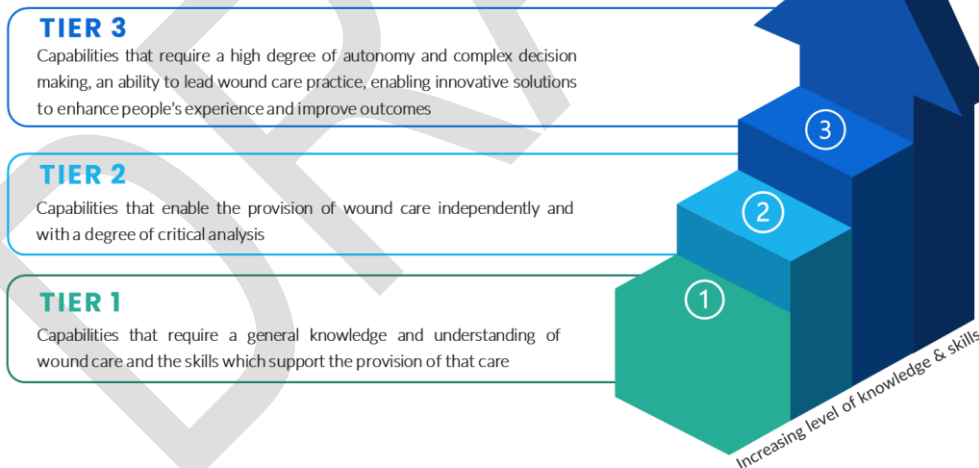 TIER 3
Capabilities that require a high degree of autonomy and complex decision
making, an ability to lead wound care practice, enabling innovative solutions
to enhance people's experience and improve outcomes
3
TIER 2
Capabilities that enable the provision of wound care independently and
with a degree of critical analysis
2
TIER 1
Capabilities that require a general knowledge and understanding of
wound care and the skills which support the provision of that care
1
Increasing level of knowledge & skills
DRA